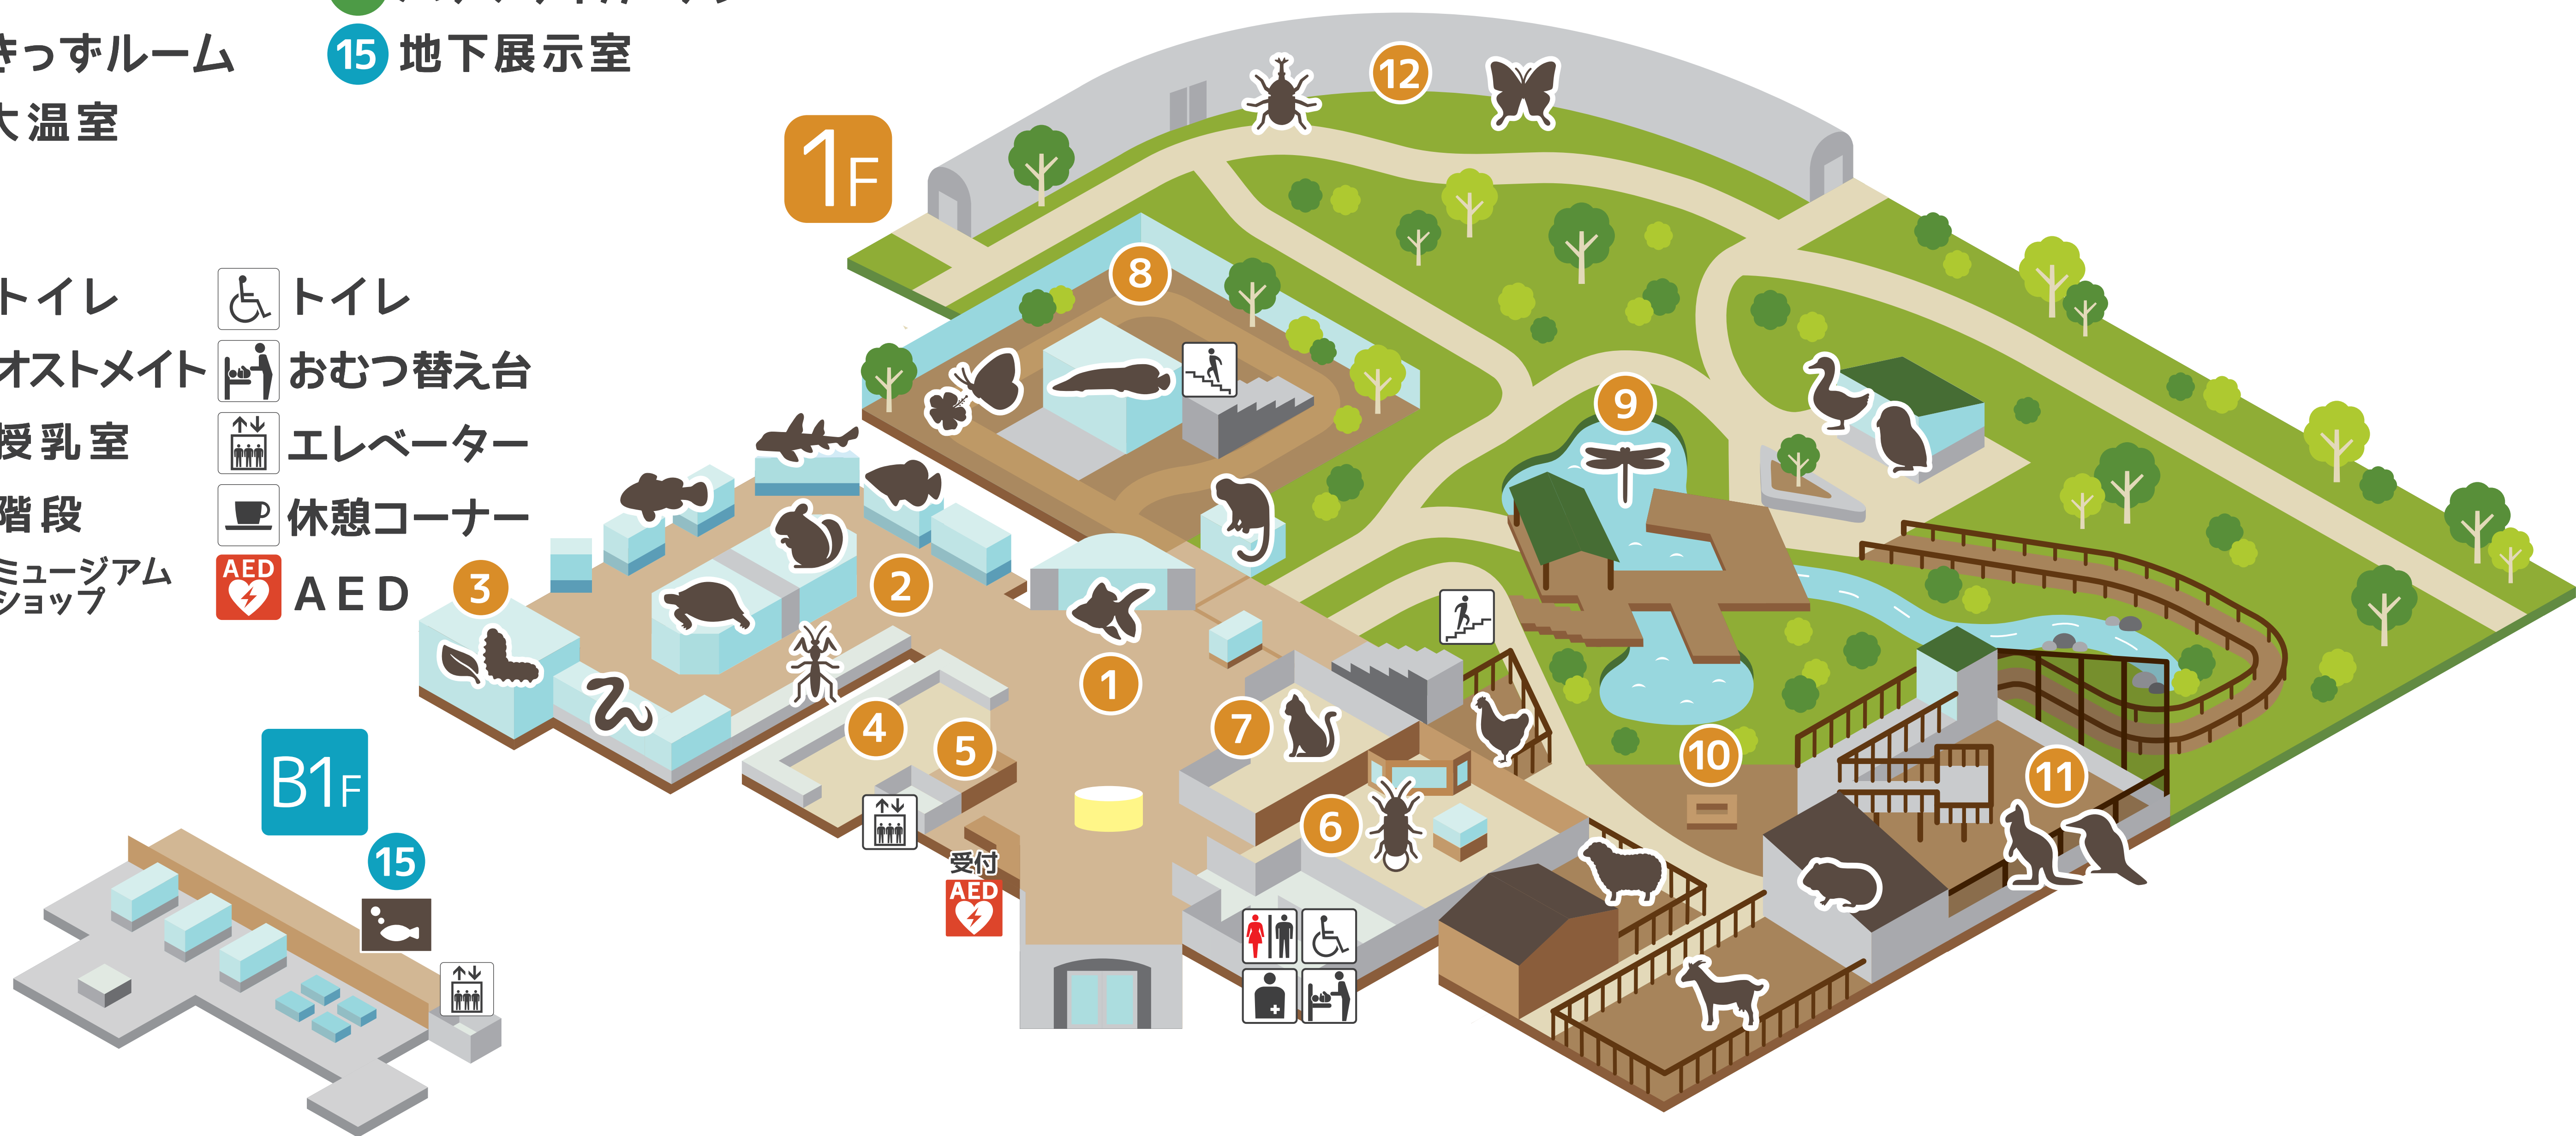 きっずルーム
15 地下展示室
大温室
トイレ
トイレ
オストメイト
おむつ替え台
授乳室
エレベーター
階段
休憩コーナー
ミュージアム
ショップ
AED
AED
1F
12
8
9
3
2
1
4
5
7
10
11
6
受付
AED
B1F
15